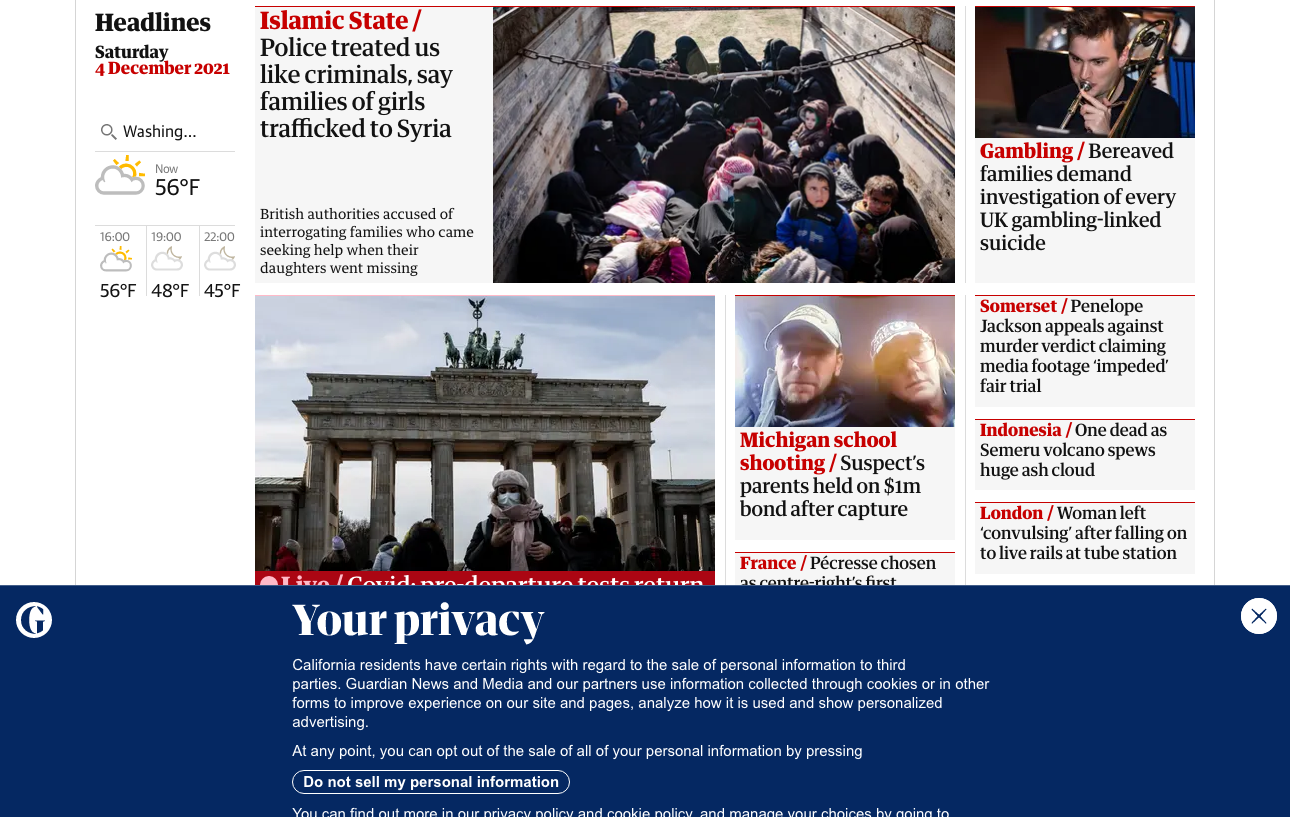 Headlines
Saturday
4 December 2021
Washing...
Now
56°F
16:00
19:00
22:00
56°F
48°F
45°F
Islamic State /
Police treated us
like criminals, say
families of girls
trafficked to Syria
British authorities accused of
interrogating families who came
seeking help when their
daughters went missing
Gambling / Bereaved
families demand
investigation of every
UK gambling-linked
suicide
Live / Covid: pre-departure tests return
Michigan school
shooting / Suspect’s
parents held on $1m
bond after capture
France / Pécresse chosen
as centre-right’s first
Somerset / Penelope
Jackson appeals against
murder verdict claiming
media footage ‘impeded’
fair trial
Indonesia / One dead as
Semeru volcano spews
huge ash cloud
London / Woman left
‘convulsing’ after falling on
to live rails at tube station
G
Your privacy
California residents have certain rights with regard to the sale of personal information to third
parties. Guardian News and Media and our partners use information collected through cookies or in other
forms to improve experience on our site and pages, analyze how it is used and show personalized
advertising.
At any point, you can opt out of the sale of all of your personal information by pressing
Do not sell my personal information
You can find out more in our privacy policy and cookie policy, and manage your choices by going to